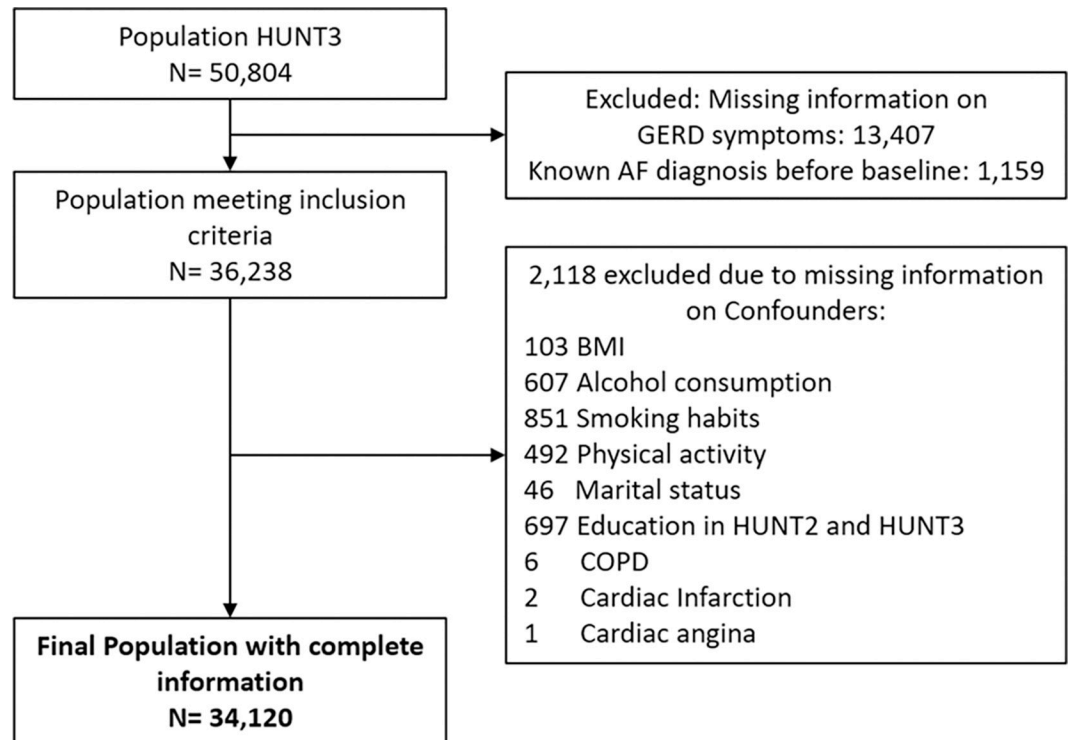 Population HUNT3
N= 50,804
Excluded: Missing information on
GERD symptoms: 13,407
Known AF diagnosis before baseline: 1,159
Population meeting inclusion
criteria
N= 36,238
2,118 excluded due to missing information
on Confounders:
103 BMI
607 Alcohol consumption
851 Smoking habits
492 Physical activity
46 Marital status
697 Education in HUNT2 and HUNT3
6 COPD
2 Cardiac Infarction
1 Cardiac angina
Final Population with complete
information
N= 34,120